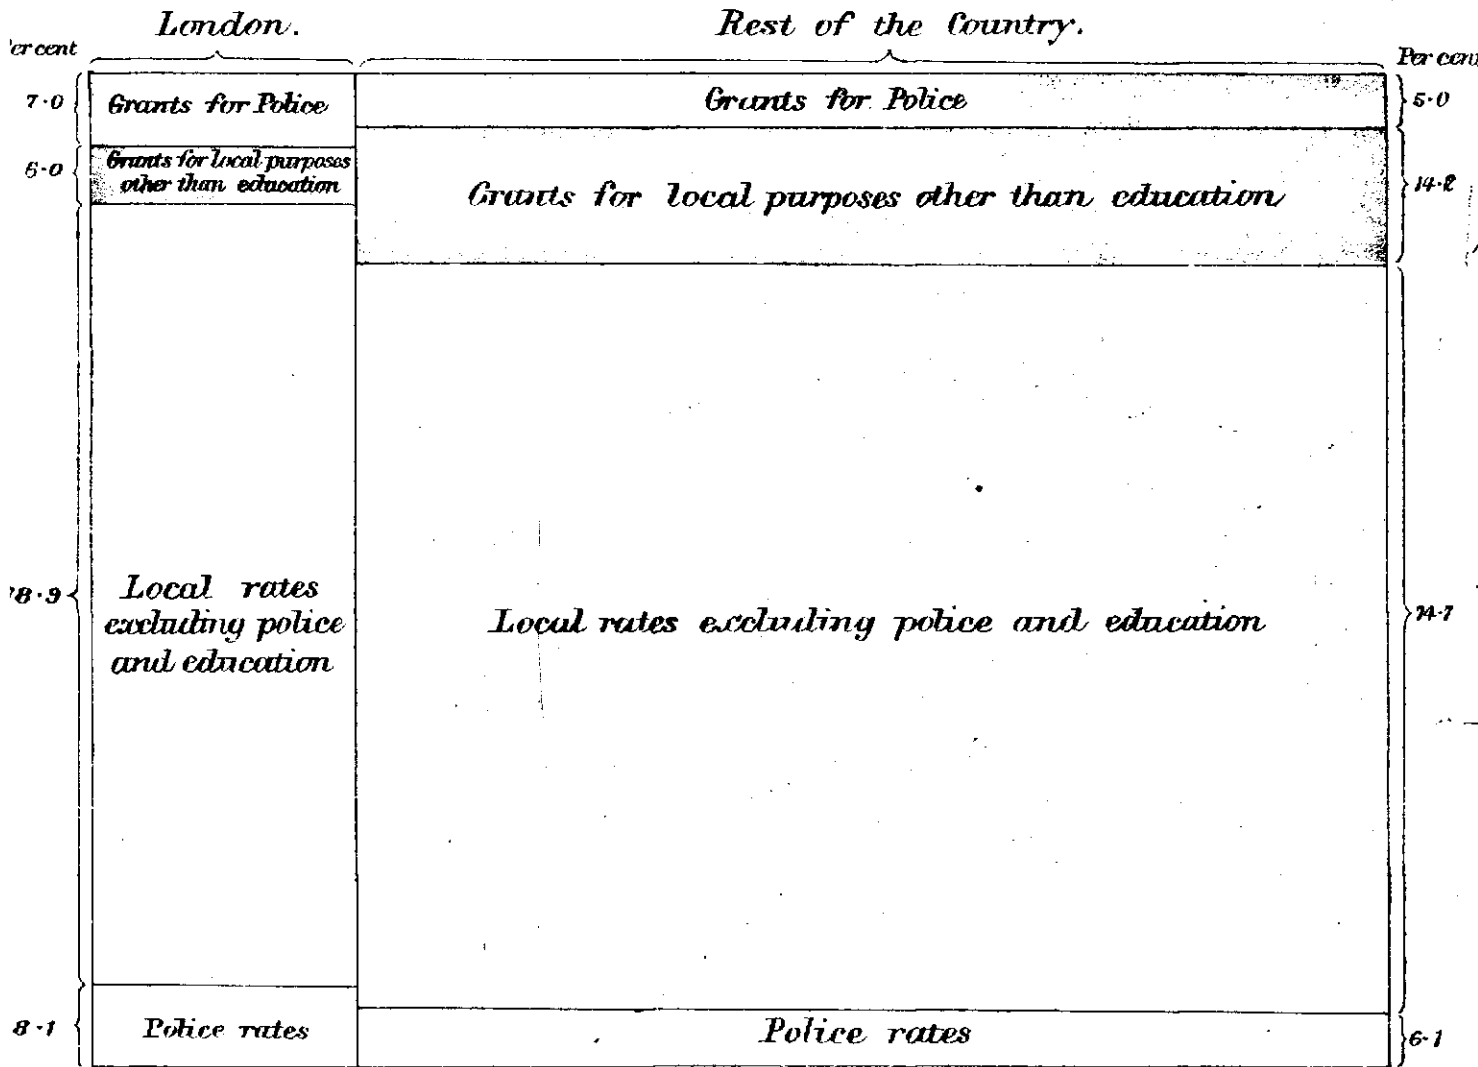 London.
Rest of the Country.
er cent
Per cent
7·0
Grants for Police
Grants for Police
5·0
6·0
Grants for local purposes
other than education
Grants for local purposes other than education
14·2
8·9
Local rates
excluding police
and education
Local rates excluding police and education
74·7
8·1
Police rates
Police rates
6·1